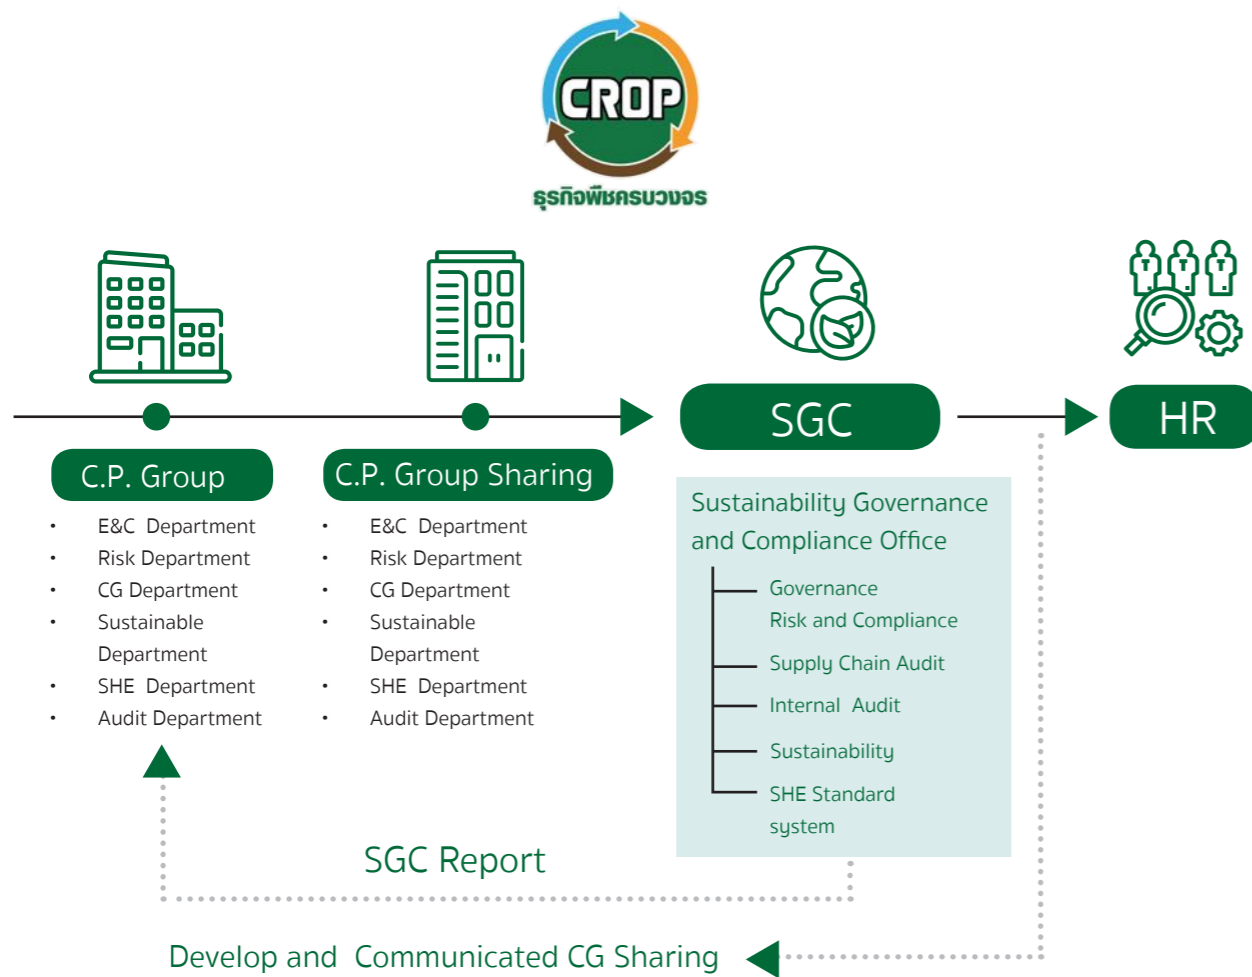 CROP
ธุรกิจพืชครบวงจร
C.P. Group
• E&C Department
• Risk Department
• CG Department
• Sustainable
Department
• SHE Department
• Audit Department
C.P. Group Sharing
• E&C Department
• Risk Department
• CG Department
• Sustainable
Department
• SHE Department
• Audit Department
SGC
Sustainability Governance
and Compliance Office
Governance
Risk and Compliance
Supply Chain Audit
Internal Audit
Sustainability
SHE Standard
system
HR
SGC Report
Develop and Communicated CG Sharing